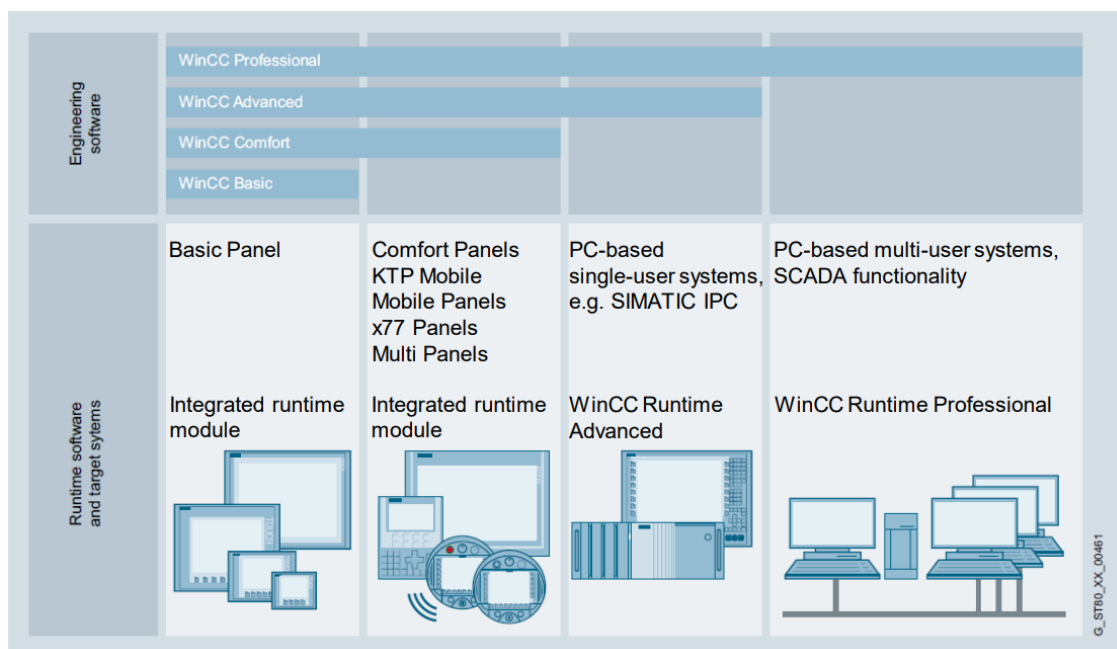 Engineering
software
WinCC Professional
WinCC Advanced
WinCC Comfort
WinCC Basic
Runtime software
and target sytems
Basic Panel
Integrated runtime
module
Comfort Panels
KTP Mobile
Mobile Panels
x77 Panels
Multi Panels
Integrated runtime
module
PC-based
single-user systems,
e.g. SIMATIC IPC
WinCC Runtime
Advanced
PC-based multi-user systems,
SCADA functionality
WinCC Runtime Professional
G_ST80_XX_00461